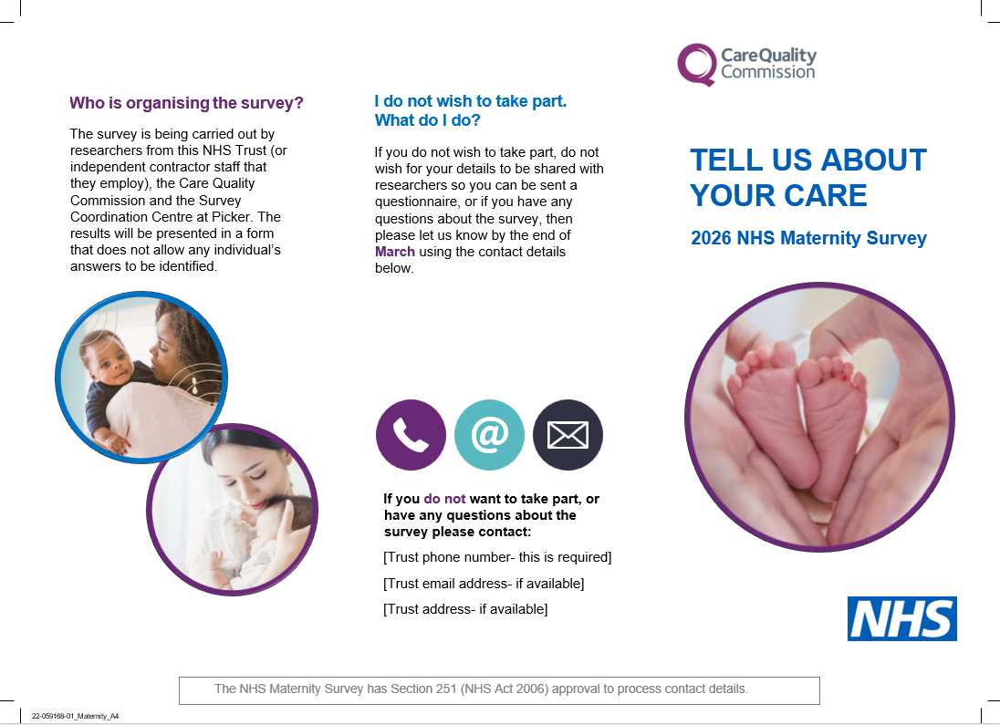 Who is organising the survey?
The survey is being carried out by
researchers from this NHS Trust (or
independent contractor staff that
they employ), the Care Quality
Commission and the Survey
Coordination Centre at Picker. The
results will be presented in a form
that does not allow any individual’s
answers to be identified.
I do not wish to take part.
What do I do?
If you do not wish to take part, do not
wish for your details to be shared with
researchers so you can be sent a
questionnaire, or if you have any
questions about the survey, then
please let us know by the end of
March using the contact details
below.
@
If you do not want to take part, or
have any questions about the
survey please contact:
[Trust phone number- this is required]
[Trust email address- if available]
[Trust address- if available]
CareQuality
Commission
TELL US ABOUT
YOUR CARE
2026 NHS Maternity Survey
NHS
The NHS Maternity Survey has Section 251 (NHS Act 2006) approval to process contact details.
22-059168-01_Maternity_A4